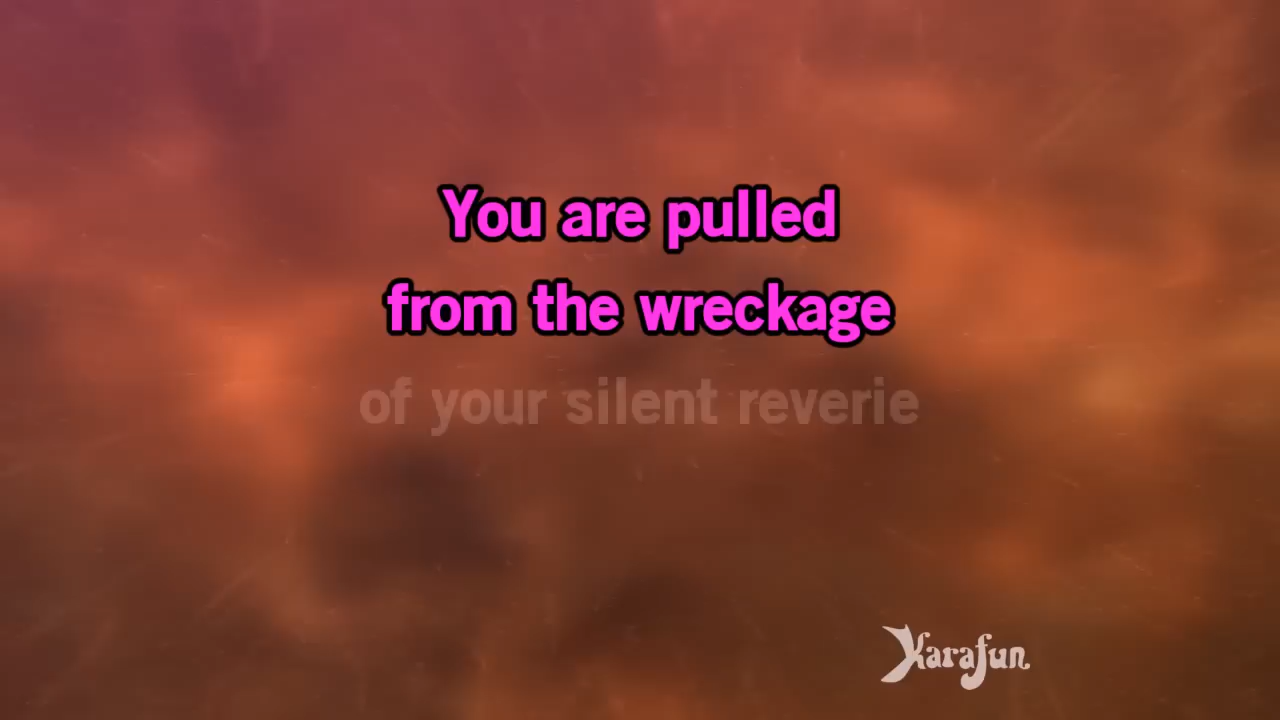 You are pulled
from the wreckage
of your silent reverie
Karafun